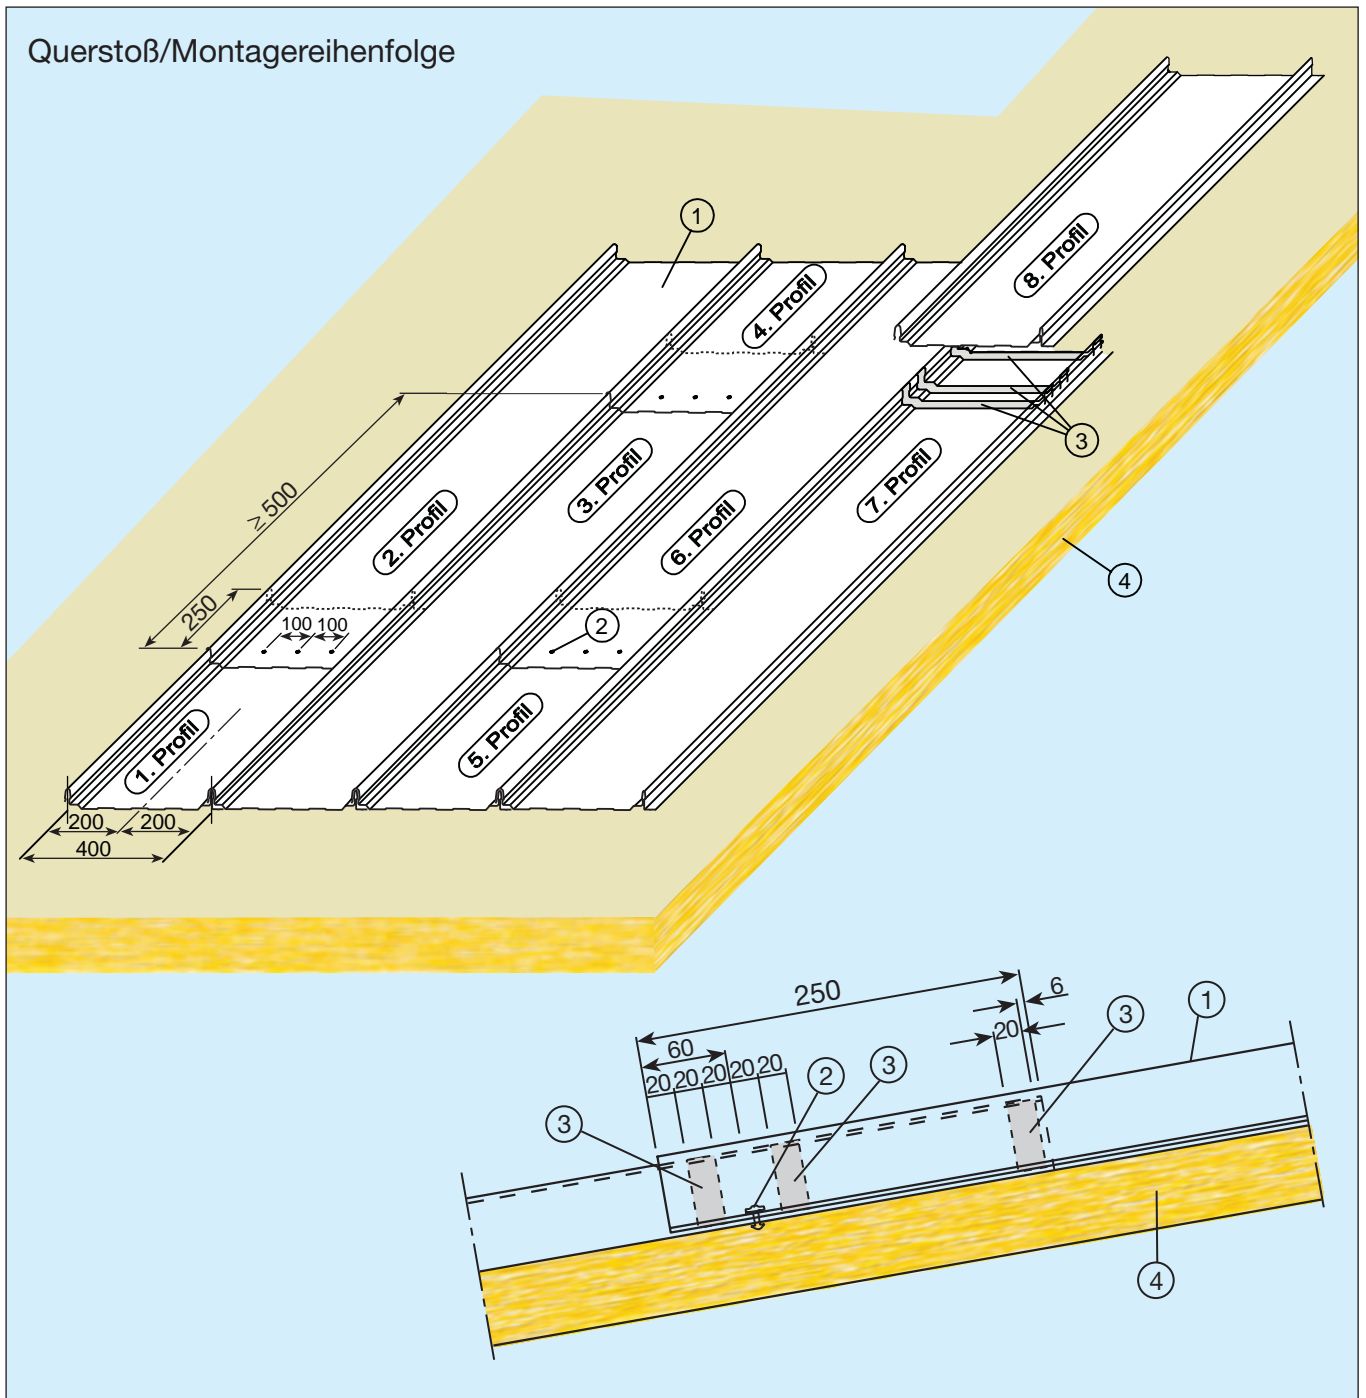 Querstoß/Montagereihenfolge
1
8. Profil
4. Profil
3
≥ 500
3. Profil
7. Profil
2. Profil
6. Profil
4
250
100 100
2
1. Profil
5. Profil
200 200
400
250
6
20
3
1
60
20 20 20 20 20
2
3
3
4